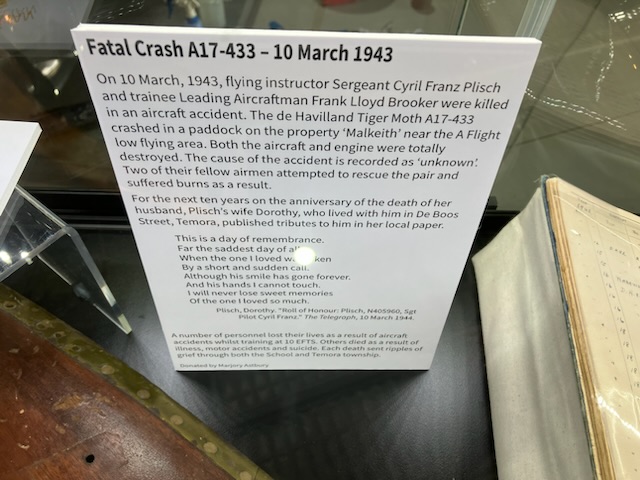 Fatal Crash A17-433 – 10 March 1943
On 10 March, 1943, flying instructor Sergeant Cyril Franz Plisch
and trainee Leading Aircraftman Frank Lloyd Brooker were killed
in an aircraft accident. The de Havilland Tiger Moth A17-433
crashed in a paddock on the property ‘Malkeith’ near the A Flight
low flying area. Both the aircraft and engine were totally
destroyed. The cause of the accident is recorded as ‘unknown’.
Two of their fellow airmen attempted to rescue the pair and
suffered burns as a result.
For the next ten years on the anniversary of the death of her
husband, Plisch's wife Dorothy, who lived with him in De Boos
Street, Temora, published tributes to him in her local paper.
This is a day of remembrance.
Far the saddest day of
When the one I loved
By a short and sudden call.
Although his smile has gone forever.
And his hands I cannot touch.
I will never lose sweet memories
Of the one I loved so much.
Plisch, Dorothy. "Roll of Honour: Plisch, N405960, Sgt
Pilot Cyril Franz." The Telegraph, 10 March 1944.
A number of personnel lost their lives as a result of aircraft
accidents whilst training at 10 EFTS. Others died as a result of
illness, motor accidents and suicide. Each death sent ripples of
grief through both the School and Temora township.
Donated by Marjory